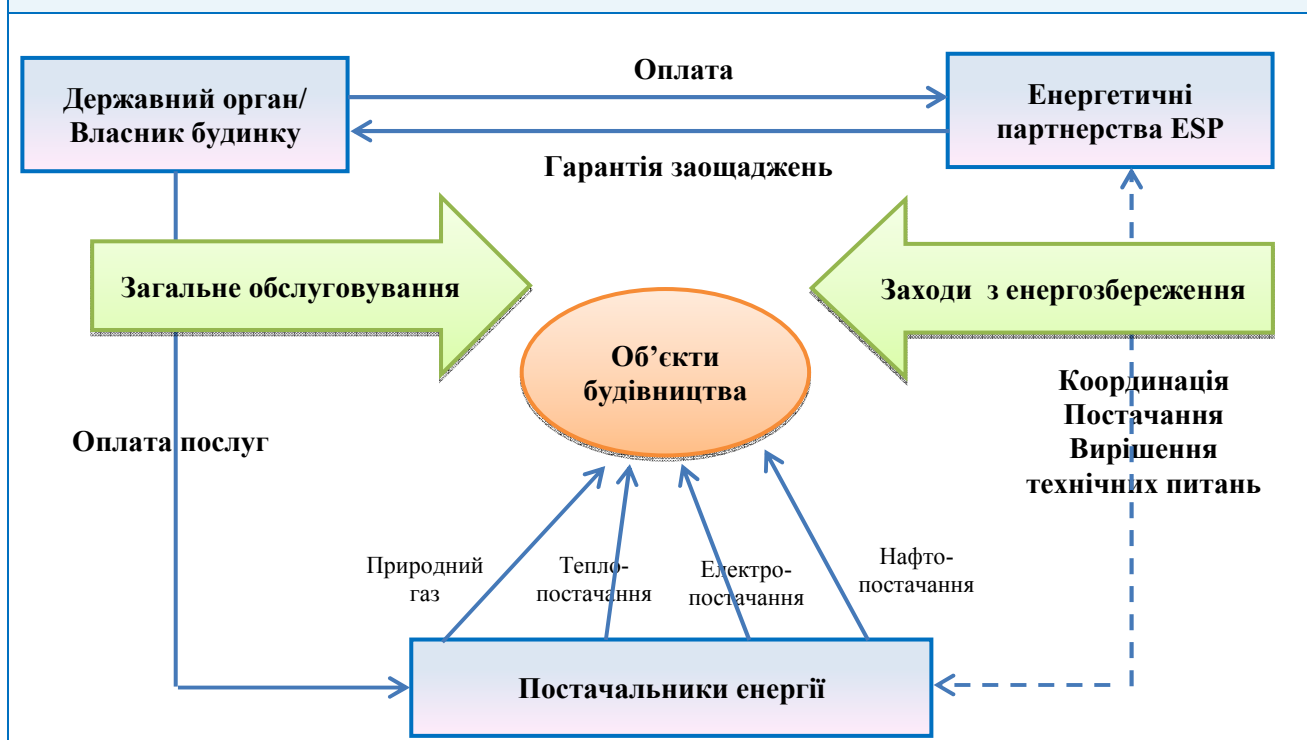 Оплата
Державний орган/
Власник будинку
Енергетичні
партнерства ESP
Гарантія заощаджень
Загальне обслуговування
Заходи з енергозбереження
Об’єкти
будівництва
Координація
Постачання
Вирішення
технічних питань
Оплата послуг
Природний
газ
Тепло-
постачання
Електро-
постачання
Нафто-
постачання
Постачальники енергії